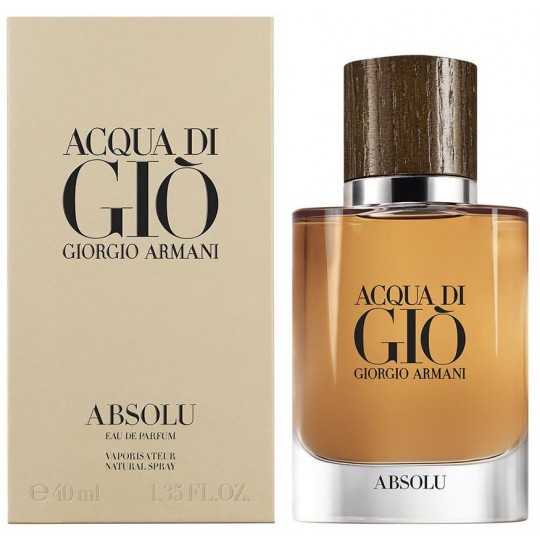 ACQUA DI
GIÒ
GIORGIO ARMANI
ABSOLU
EAU DE PARFUM
VAPORISATEUR
NATURAL SPRAY
℮ 40 ml 1.35 FL.OZ.
ACQUA DI
GIÒ
GIORGIO ARMANI
ABSOLU